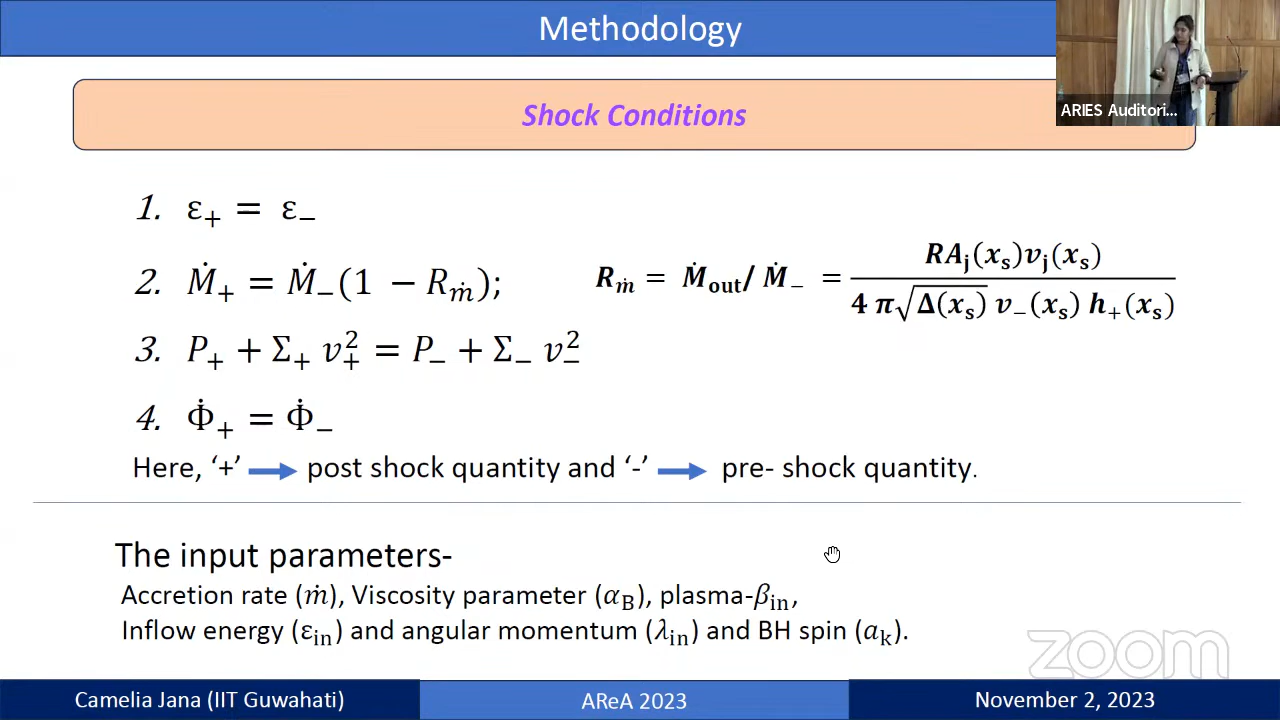 Methodology
ARIES Auditori...
Shock Conditions
1. ε₊ = ε₋
2. Ṁ₊ = Ṁ₋(1 − R_ṁ); R_ṁ = Ṁ_out/ Ṁ₋ = RA_j(x_s)v_j(x_s) / 4 π√Δ(x_s) v₋(x_s) h₊(x_s)
3. P₊ + Σ₊ v₊² = P₋ + Σ₋ v₋²
4. Φ̇₊ = Φ̇₋
Here, ‘+’ → post shock quantity and ‘-’ → pre- shock quantity.
The input parameters-
Accretion rate (ṁ), Viscosity parameter (α_B), plasma-β_in,
Inflow energy (ε_in) and angular momentum (λ_in) and BH spin (a_k).
zoom
Camelia Jana (IIT Guwahati) AReA 2023 November 2, 2023